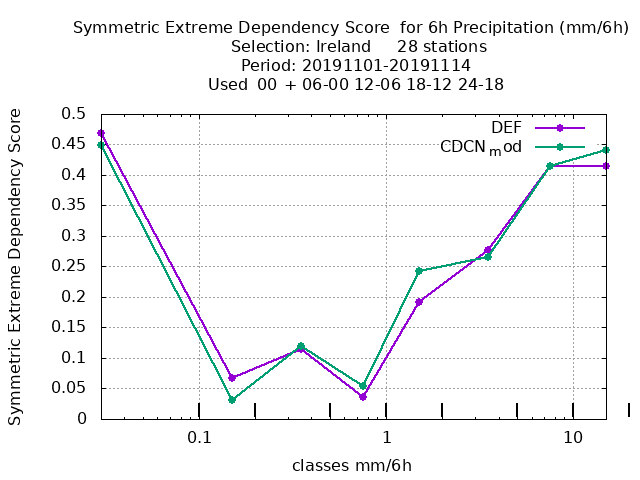 Symmetric Extreme Dependency Score  for 6h Precipitation (mm/6h)
Selection: Ireland     28 stations
Period: 20191101-20191114
Used  00  + 06-00 12-06 18-12 24-18
DEF
CDCN_mod
Symmetric Extreme Dependency Score
0.5
0.45
0.4
0.35
0.3
0.25
0.2
0.15
0.1
0.05
0
0.1 1 10
classes mm/6h